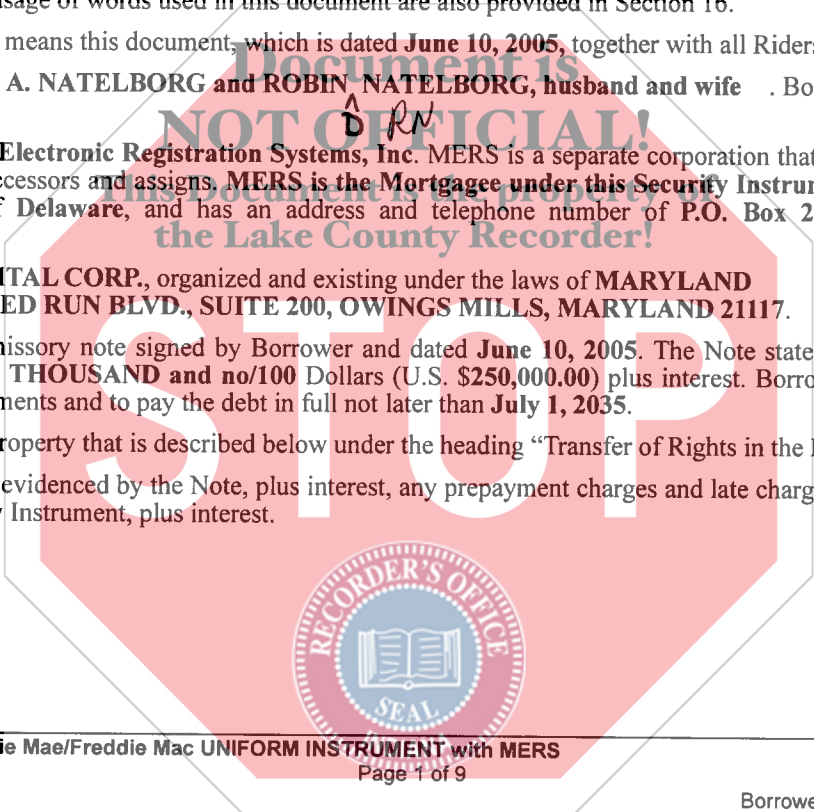 usage of words used in this document are also provided in Section 16.
means this document, which is dated June 10, 2005, together with all Riders
Document is
A. NATELBORG and ROBIN NATELBORG, husband and wife . Bo
^
D RN
NOT OFFICIAL!
Electronic Registration Systems, Inc. MERS is a separate corporation that
ccessors and assigns. MERS is the Mortgagee under this Security Instrum
This Document is the property of
f Delaware, and has an address and telephone number of P.O. Box 2
the Lake County Recorder!
ITAL CORP., organized and existing under the laws of MARYLAND
ED RUN BLVD., SUITE 200, OWINGS MILLS, MARYLAND 21117.
issory note signed by Borrower and dated June 10, 2005. The Note state
THOUSAND and no/100 Dollars (U.S. $250,000.00) plus interest. Borro
ments and to pay the debt in full not later than July 1, 2035.
STOP
roperty that is described below under the heading “Transfer of Rights in the
evidenced by the Note, plus interest, any prepayment charges and late charg
Instrument, plus interest.
RECORDER'S OFFICE
SEAL
ie Mae/Freddie Mac UNIFORM INSTRUMENT with MERS
Page 1 of 9
Borrowe